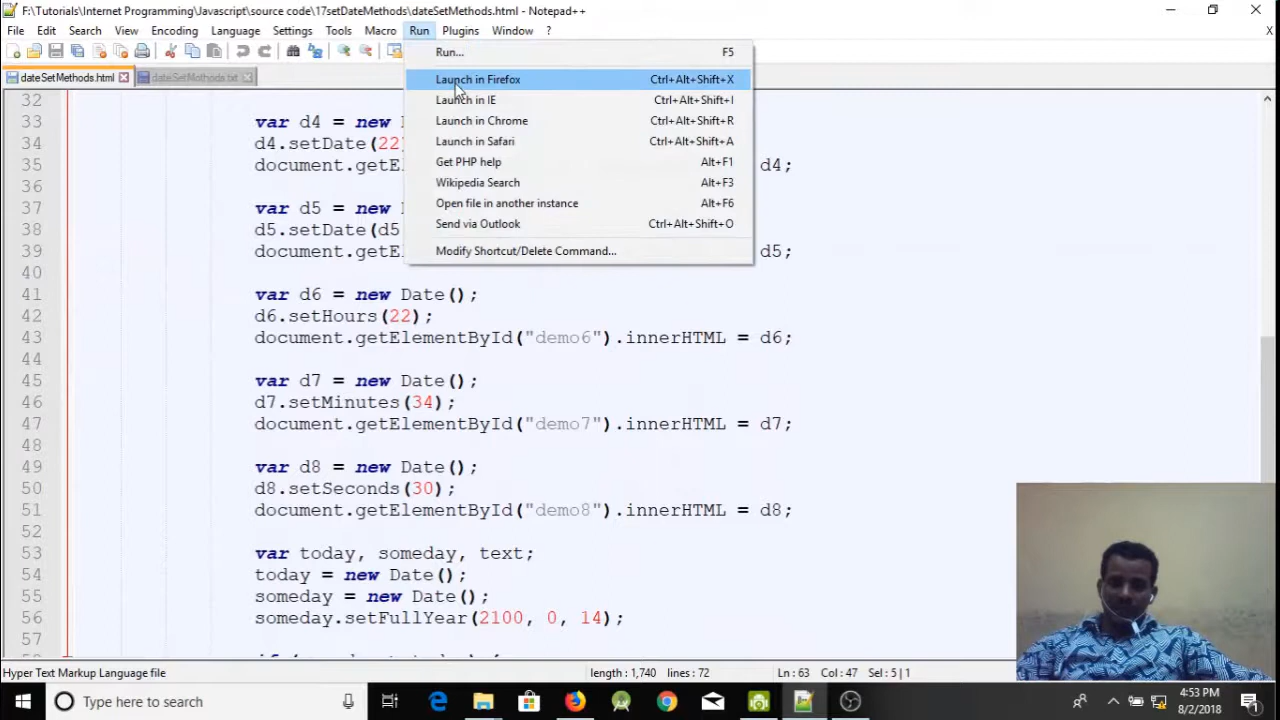 F:\Tutorials\Internet Programming\Javascript\source code\17setDateMethods\dateSetMethods.html - Notepad++
File Edit Search View Encoding Language Settings Tools Macro Run Plugins Window ? X
dateSetMethods.html dateSetMothods.txt
Run... F5
Launch in Firefox Ctrl+Alt+Shift+X
Launch in IE Ctrl+Alt+Shift+I
Launch in Chrome Ctrl+Alt+Shift+R
Launch in Safari Ctrl+Alt+Shift+A
Get PHP help Alt+F1
Wikipedia Search Alt+F3
Open file in another instance Alt+F6
Send via Outlook Ctrl+Alt+Shift+O
Modify Shortcut/Delete Command...
32
33 var d4 = new
34 d4.setDate(22)
35 document.getEl d4;
36
37 var d5 = new
38 d5.setDate(d5
39 document.getE d5;
40
41 var d6 = new Date();
42 d6.setHours(22);
43 document.getElementById("demo6").innerHTML = d6;
44
45 var d7 = new Date();
46 d7.setMinutes(34);
47 document.getElementById("demo7").innerHTML = d7;
48
49 var d8 = new Date();
50 d8.setSeconds(30);
51 document.getElementById("demo8").innerHTML = d8;
52
53 var today, someday, text;
54 today = new Date();
55 someday = new Date();
56 someday.setFullYear(2100, 0, 14);
57
Hyper Text Markup Language file length : 1,740 lines : 72 Ln : 63 Col : 47 Sel : 5 | 1
Type here to search
4:53 PM
8/2/2018
1